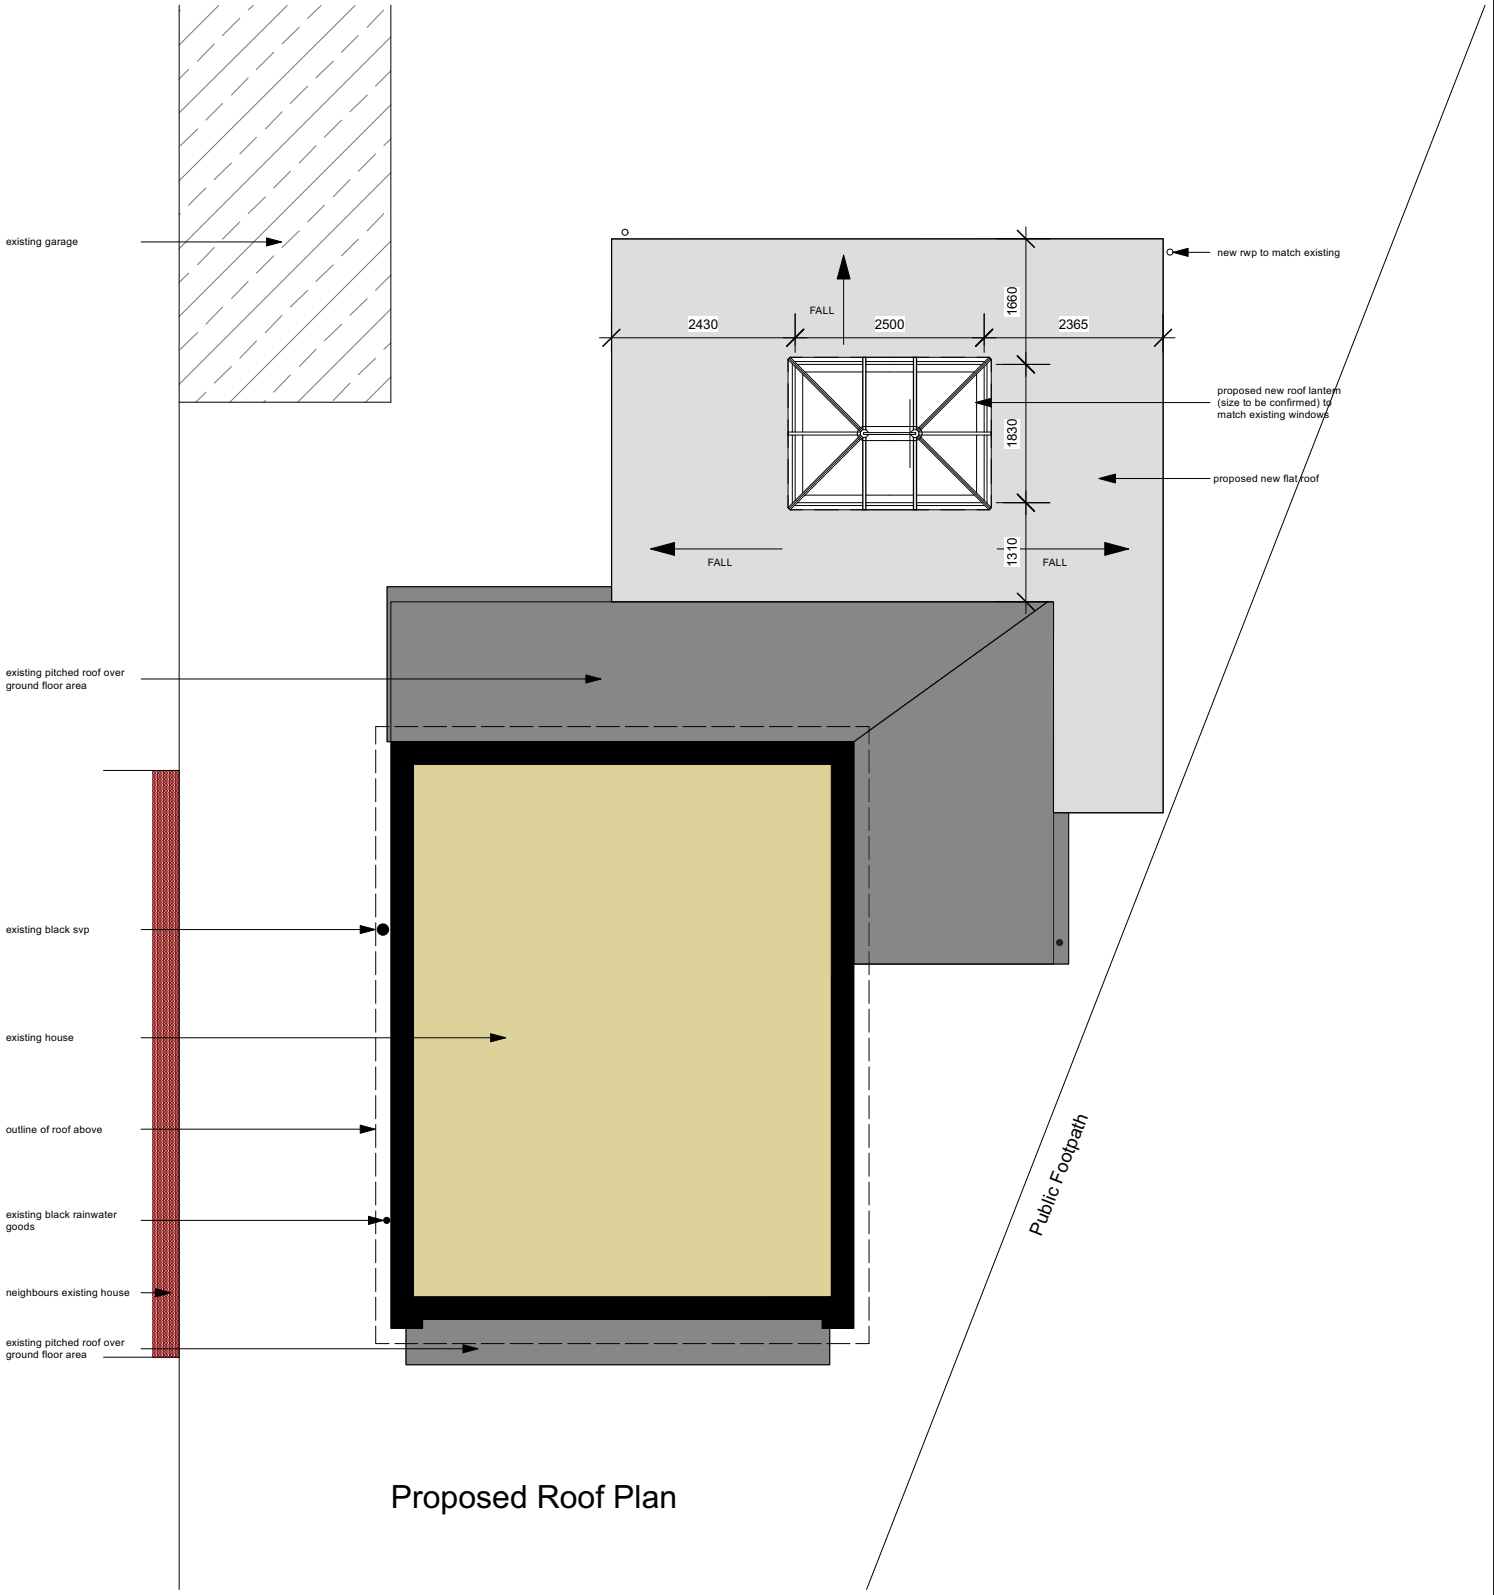 existing garage
new rwp to match existing
1660
FALL
2430
2500
2365
proposed new roof lantern
(size to be confirmed) to
match existing windows
1830
proposed new flat roof
1310
FALL
FALL
existing pitched roof over
ground floor area
existing black svp
existing house
outline of roof above
Public Footpath
existing black rainwater
goods
neighbours existing house
existing pitched roof over
ground floor area
Proposed Roof Plan